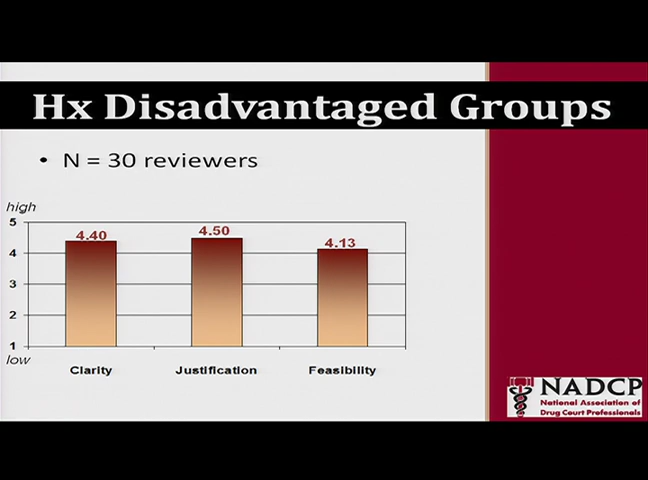 Hx Disadvantaged Groups
• N = 30 reviewers
high
5
4
3
2
1
low
4.40
4.50
4.13
Clarity
Justification
Feasibility
NADCP
National Association of
Drug Court Professionals